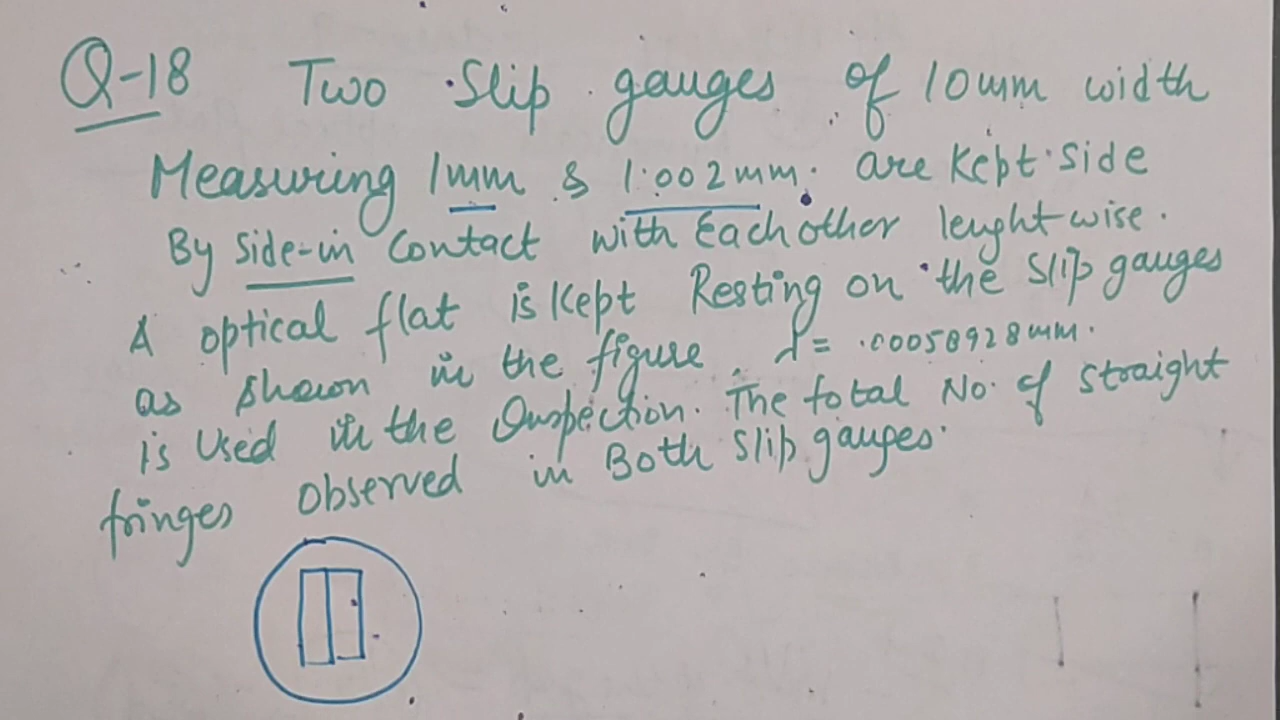 Q-18 Two Slip gauges of 10mm width
Measuring 1mm & 1.002mm. are Kept Side
By Side-in Contact with Each other lenght wise.
A optical flat is Kept Resting on the Slip gauges
as shown in the figure. λ = .00058928mm.
is Used in the Inspection. The total No. of Straight
fringes observed in Both Slip gauges.